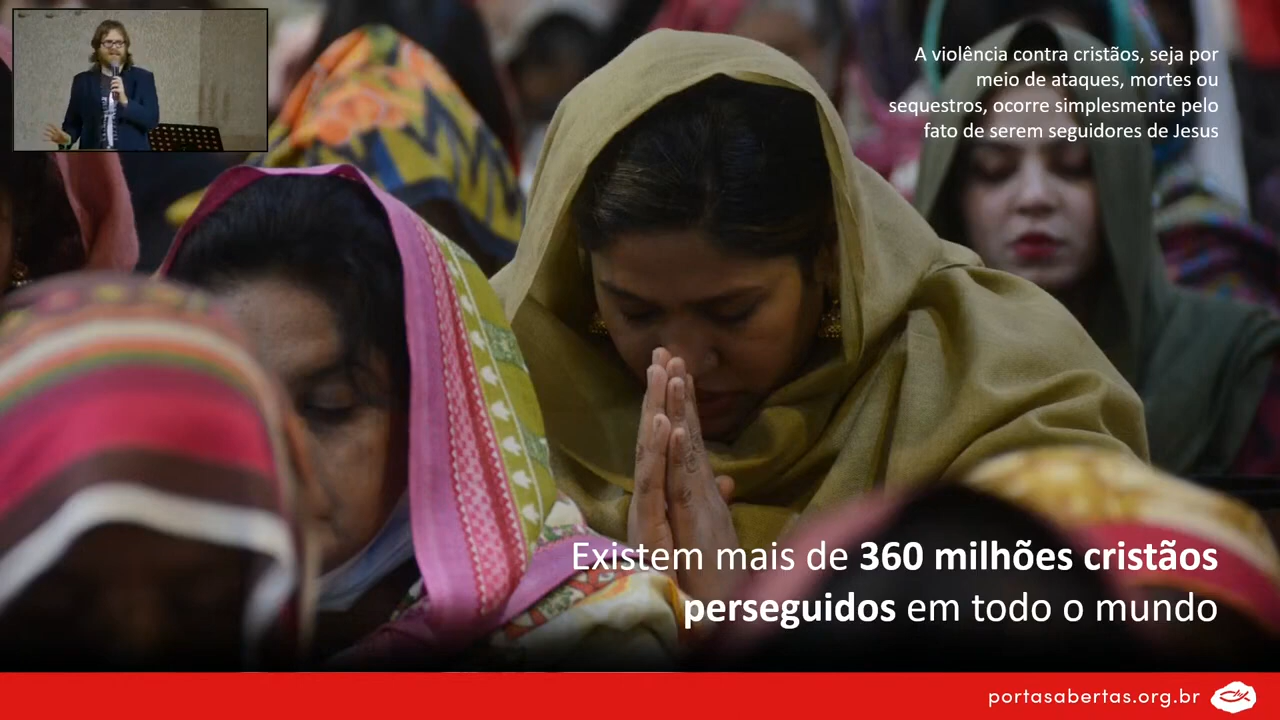 A violência contra cristãos, seja por
meio de ataques, mortes ou
sequestros, ocorre simplesmente pelo
fato de serem seguidores de Jesus
Existem mais de 360 milhões cristãos
perseguidos em todo o mundo
portasabertas.org.br